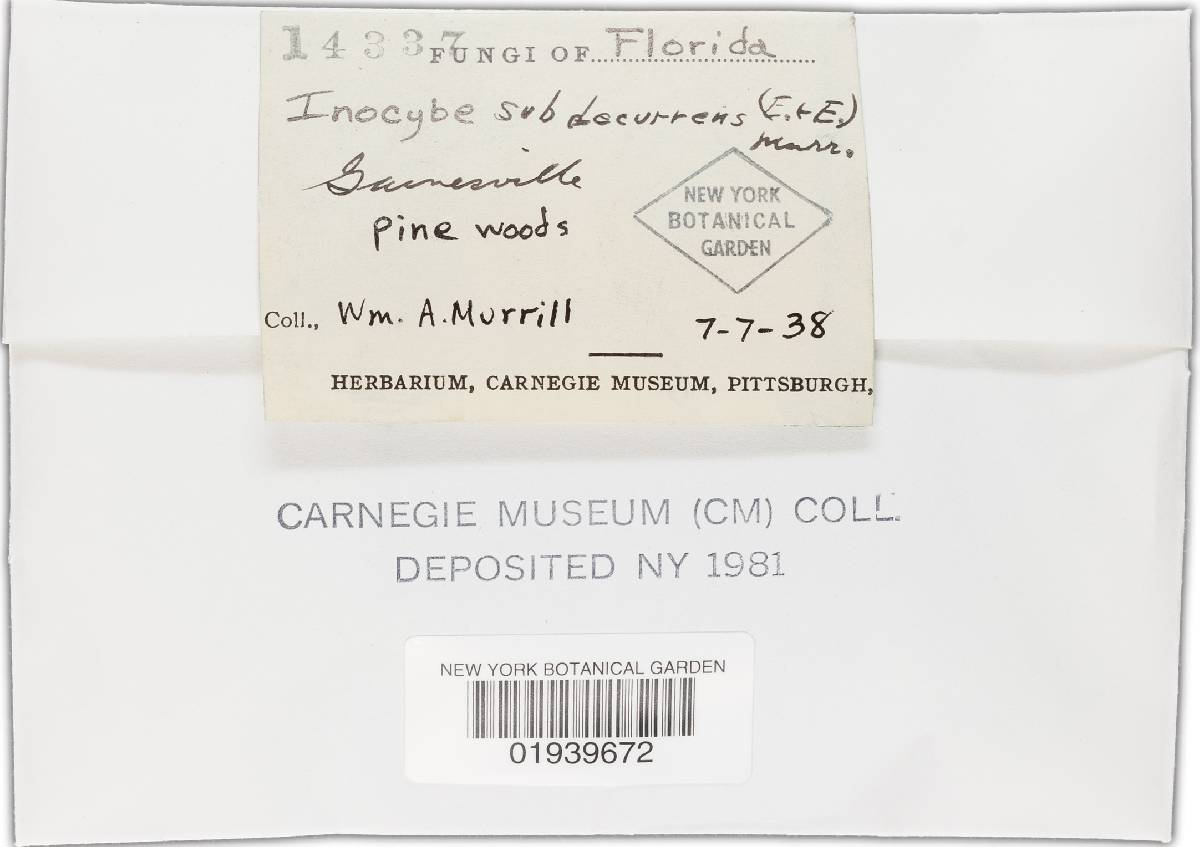 14337 FUNGI OF Florida
Inocybe subdecurrens (E. & E.)
Murr.
Gainesville
pine woods
NEW YORK
BOTANICAL
GARDEN
Coll., Wm. A. Murrill 7-7-38
HERBARIUM, CARNEGIE MUSEUM, PITTSBURGH,
CARNEGIE MUSEUM (CM) COLL.
DEPOSITED NY 1981
NEW YORK BOTANICAL GARDEN
01939672